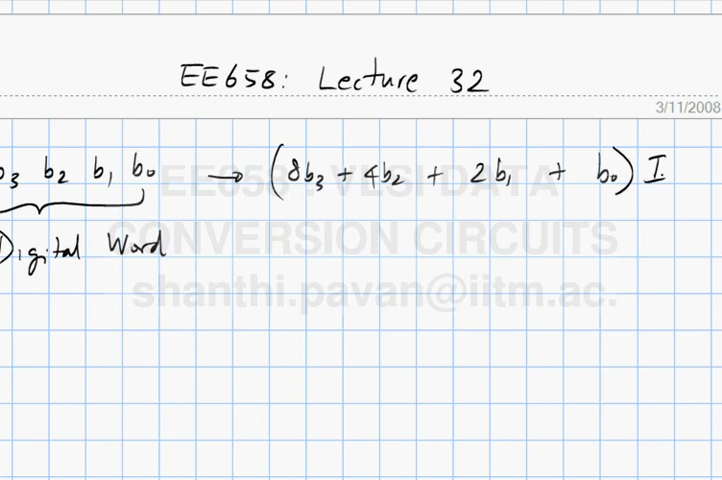 EE658: Lecture 32
3/11/2008
b₃ b₂ b₁ b₀ → (8b₃ + 4b₂ + 2b₁ + b₀) I.
EE658 VLSI DATA
CONVERSION CIRCUITS
Digital Word
shanthi.pavan@iitm.ac.